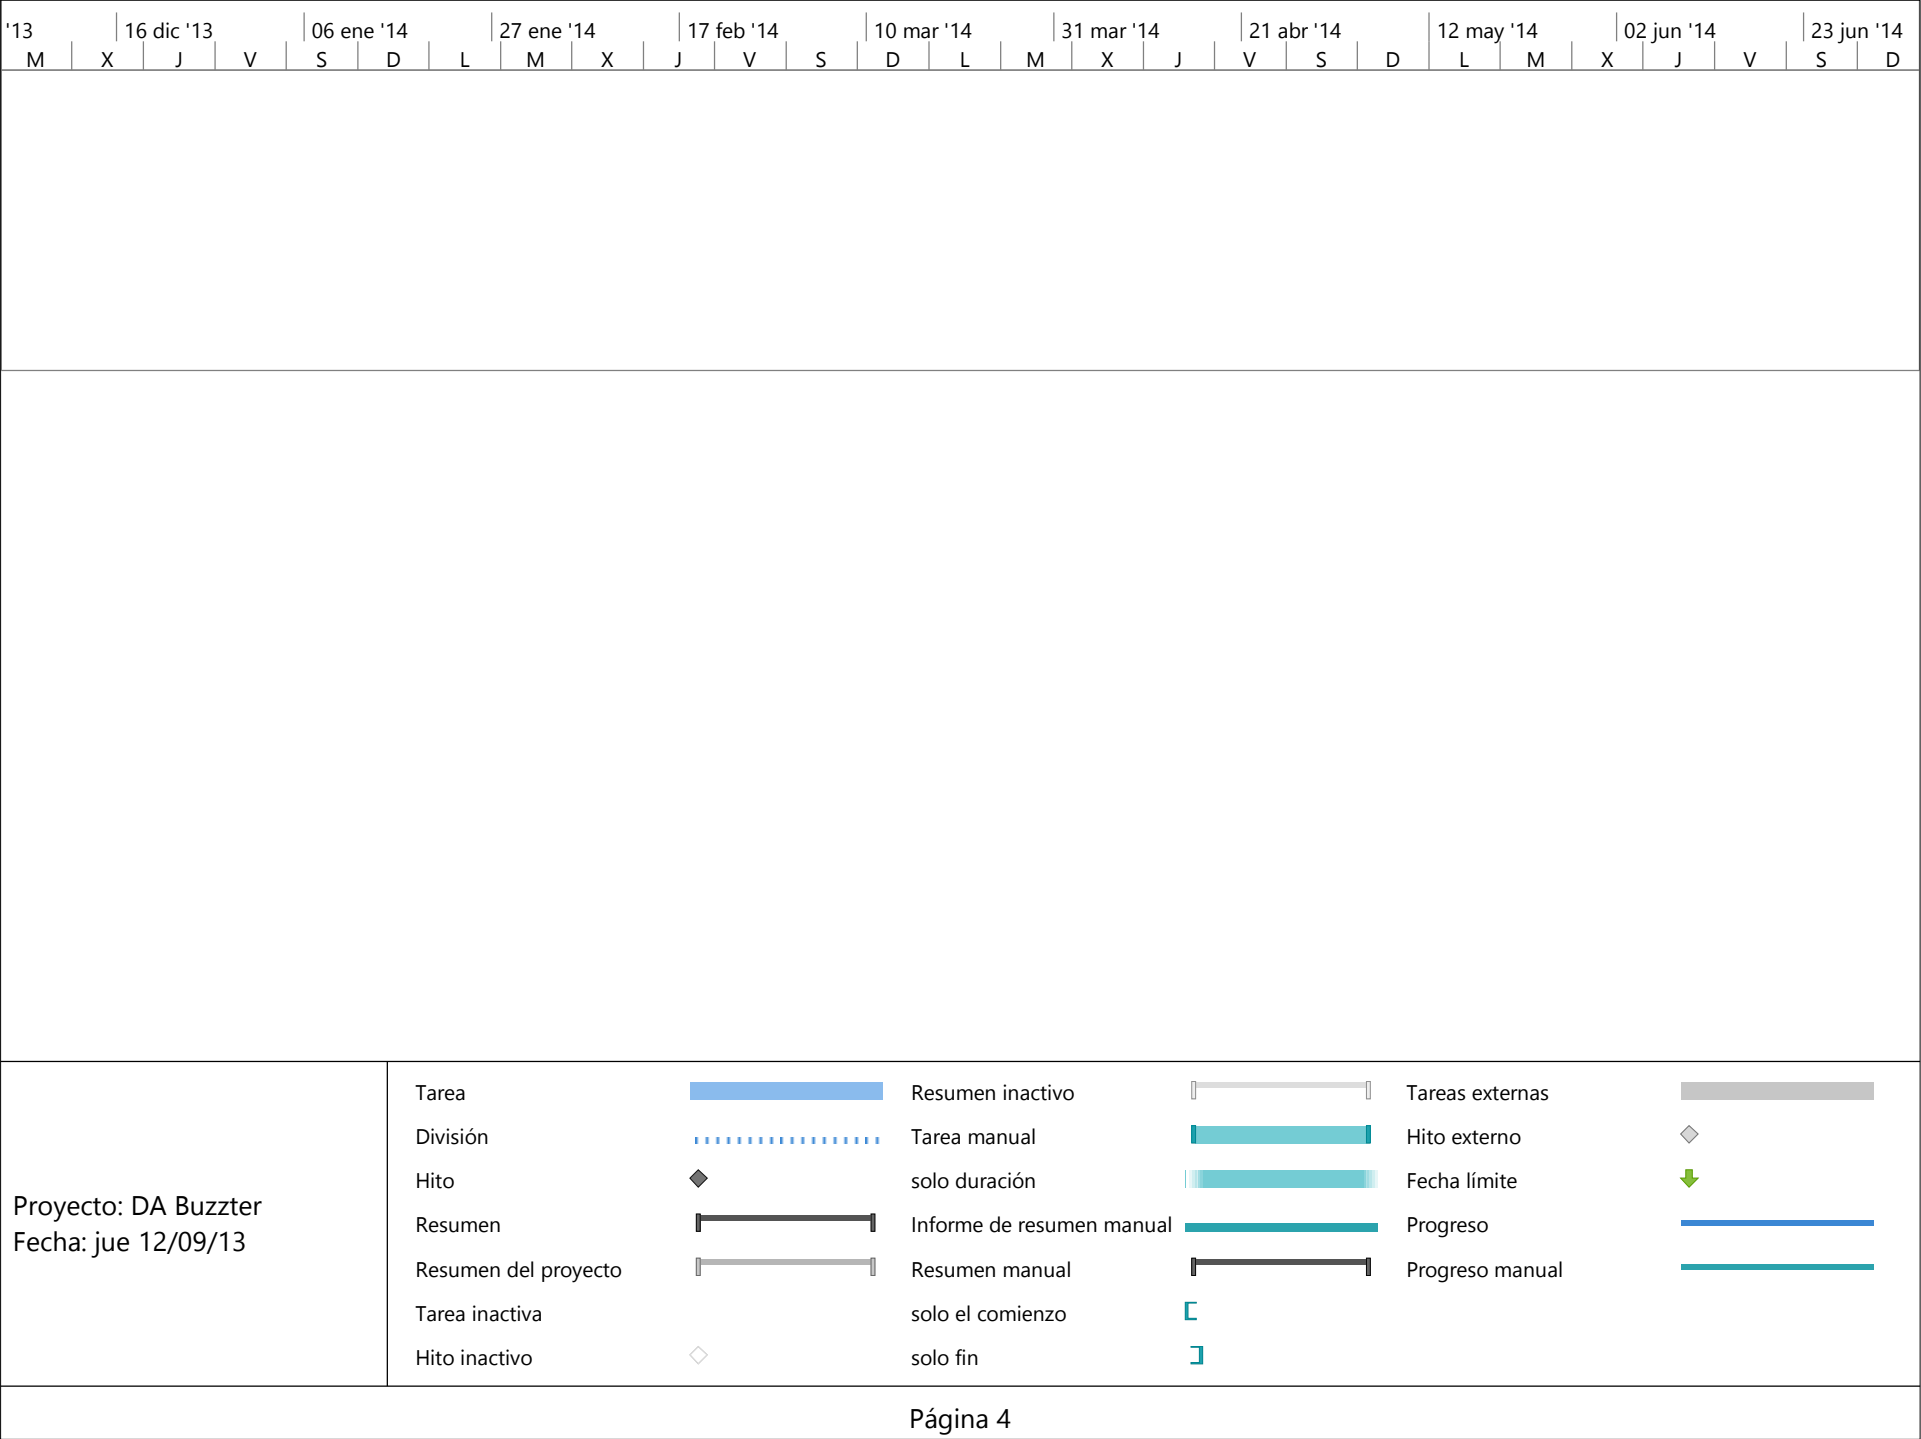 '13 16 dic '13 06 ene '14 27 ene '14 17 feb '14 10 mar '14 31 mar '14 21 abr '14 12 may '14 02 jun '14 23 jun '14
M X J V S D L M X J V S D L M X J V S D L M X J V S D
Proyecto: DA Buzzter
Fecha: jue 12/09/13
Tarea
División
Hito
Resumen
Resumen del proyecto
Tarea inactiva
Hito inactivo
Resumen inactivo
Tarea manual
solo duración
Informe de resumen manual
Resumen manual
solo el comienzo
solo fin
Tareas externas
Hito externo
Fecha límite
Progreso
Progreso manual
Página 4